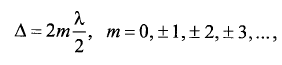 Δ = 2m λ/2, m = 0, ±1, ±2, ±3, ...,